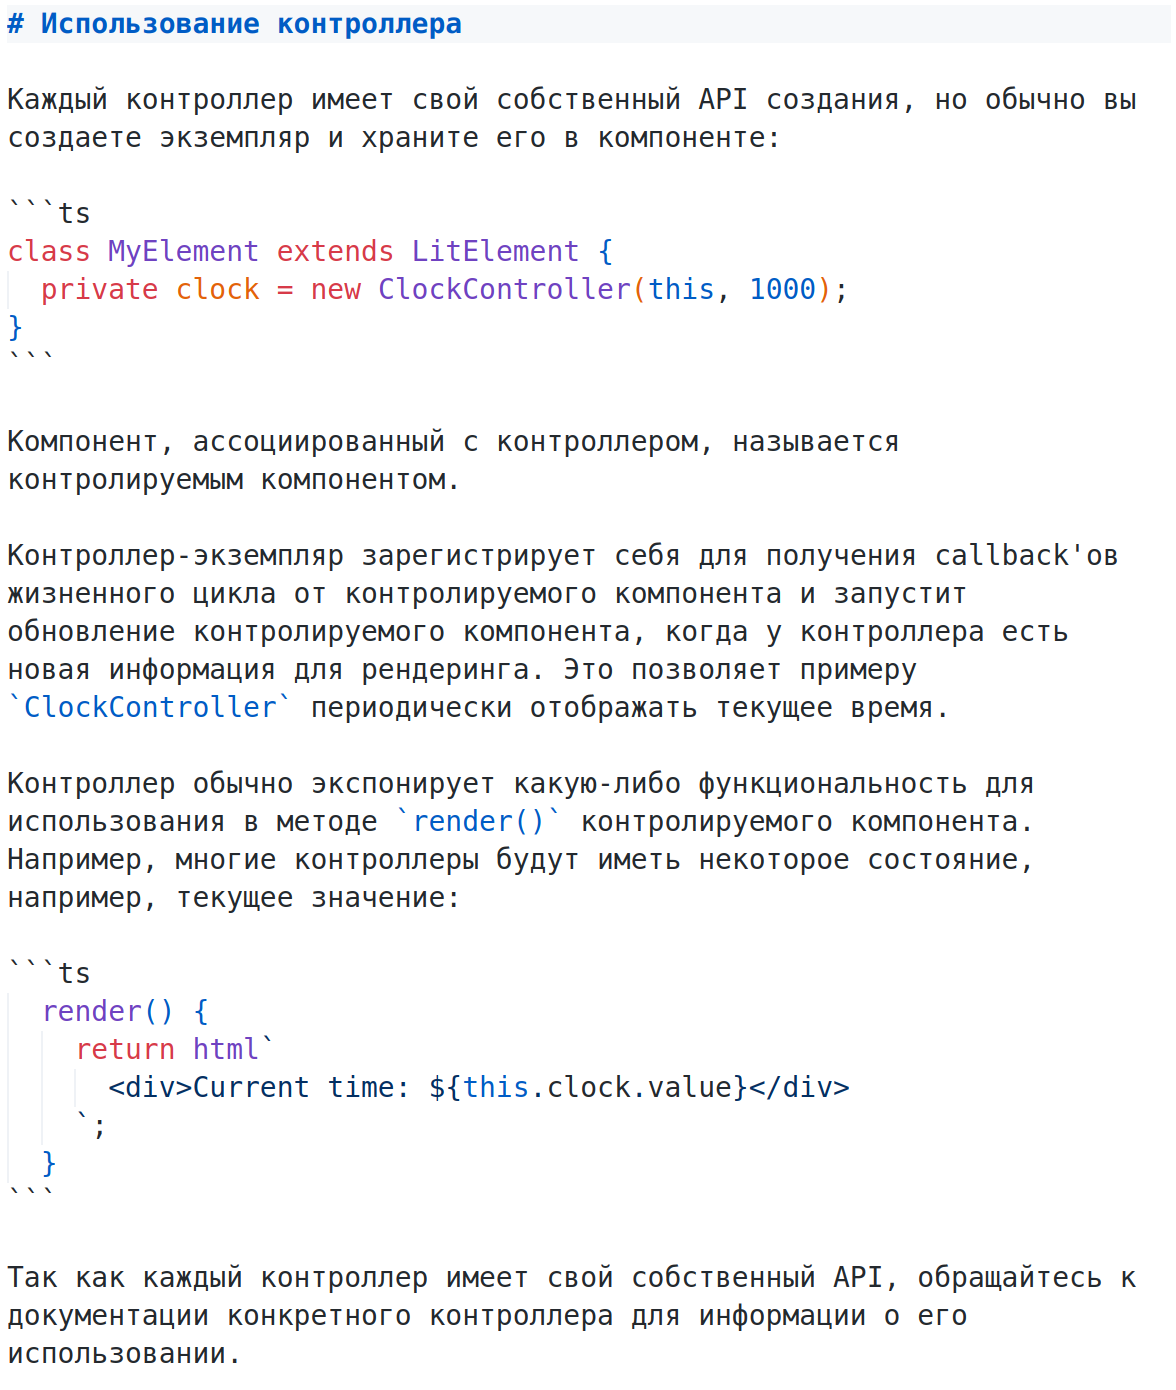 # Использование контроллера

Каждый контроллер имеет свой собственный API создания, но обычно вы
создаете экземпляр и храните его в компоненте:

```ts
class MyElement extends LitElement {
  private clock = new ClockController(this, 1000);
}
```

Компонент, ассоциированный с контроллером, называется
контролируемым компонентом.

Контроллер-экземпляр зарегистрирует себя для получения callback'ов
жизненного цикла от контролируемого компонента и запустит
обновление контролируемого компонента, когда у контроллера есть
новая информация для рендеринга. Это позволяет примеру
`ClockController` периодически отображать текущее время.

Контроллер обычно экспонирует какую-либо функциональность для
использования в методе `render()` контролируемого компонента.
Например, многие контроллеры будут иметь некоторое состояние,
например, текущее значение:

```ts
  render() {
    return html`
      <div>Current time: ${this.clock.value}</div>
    `;
  }
```

Так как каждый контроллер имеет свой собственный API, обращайтесь к
документации конкретного контроллера для информации о его
использовании.